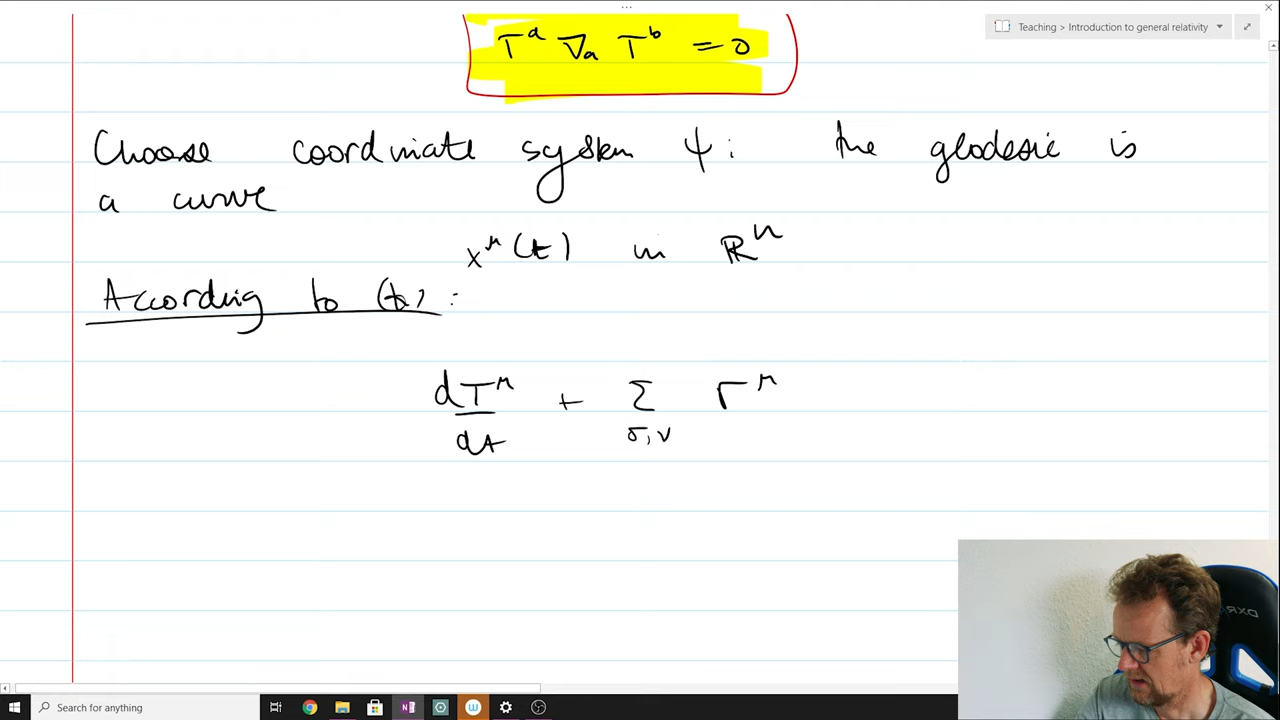 Teaching > Introduction to general relativity
T^a ∇_a T^b = 0
Choose coordinate system ψ: the geodesic is
a curve
x^μ(t) in ℝ^n
According to (*):
dT^μ/dt + Σ_{σ,ν} Γ^μ
DXR
Search for anything